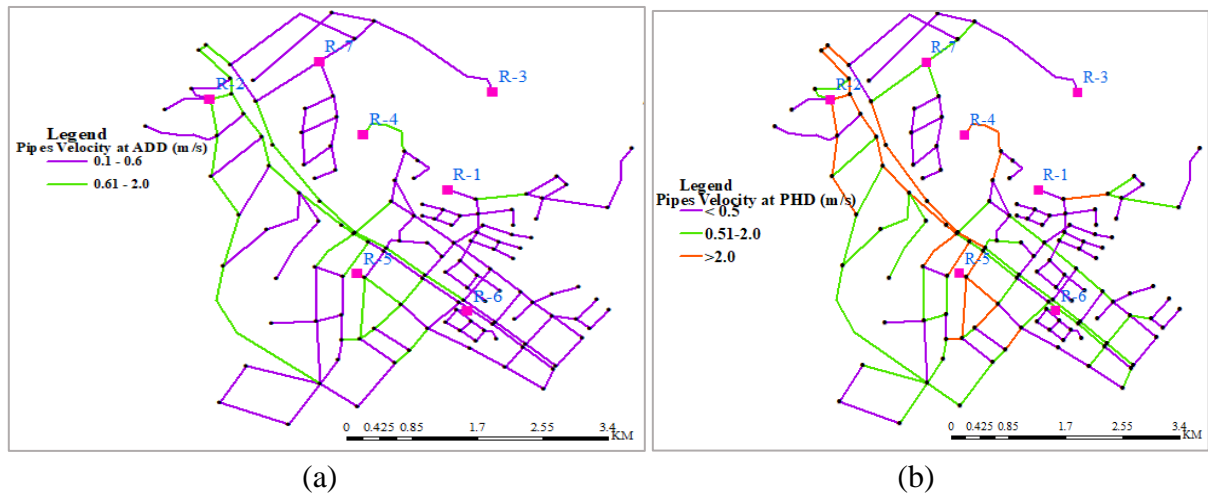 R-7
R-2
R-3
Legend
Pipes Velocity at ADD (m/s)
0.1 - 0.6
0.61 - 2.0
R-4
R-1
R-5
R-6
0 0.425 0.85 1.7 2.55 3.4
KM
(a)
R-7
R-2
R-3
R-4
R-1
Legend
Pipes Velocity at PHD (m/s)
< 0.5
0.51-2.0
>2.0
R-5
R-6
0 0.425 0.85 1.7 2.55 3.4
KM
(b)